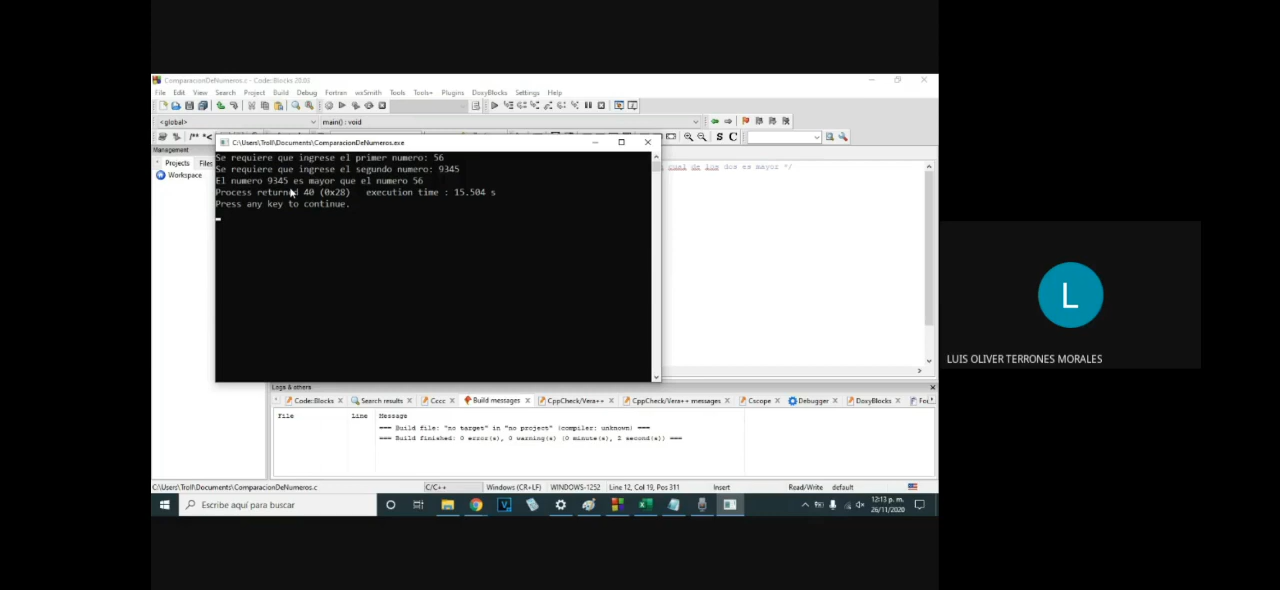 ComparacionDeNumeros.c - Code::Blocks 20.03
File Edit View Search Project Build Debug Fortran wxSmith Tools Tools+ Plugins DoxyBlocks Settings Help
<global> main() : void
S C
Management
Projects Files
Workspace
C:\Users\Troll\Documents\ComparacionDeNumeros.exe
Se requiere que ingrese el primer numero: 56
Se requiere que ingrese el segundo numero: 9345
El numero 9345 es mayor que el numero 56
Process returned 40 (0x28) execution time : 15.504 s
Press any key to continue.
cual de los dos es mayor */
L
LUIS OLIVER TERRONES MORALES
Logs & others
Code::Blocks Search results Cccc Build messages CppCheck/Vera++ CppCheck/Vera++ messages Cscope Debugger DoxyBlocks
File Line Message
=== Build file: "no target" in "no project" (compiler: unknown) ===
=== Build finished: 0 error(s), 0 warning(s) (0 minute(s), 2 second(s)) ===
C:\Users\Troll\Documents\ComparacionDeNumeros.c C/C++ Windows (CR+LF) WINDOWS-1252 Line 12, Col 19, Pos 311 Insert Read/Write default
Escribe aquí para buscar
12:13 p. m.
26/11/2020